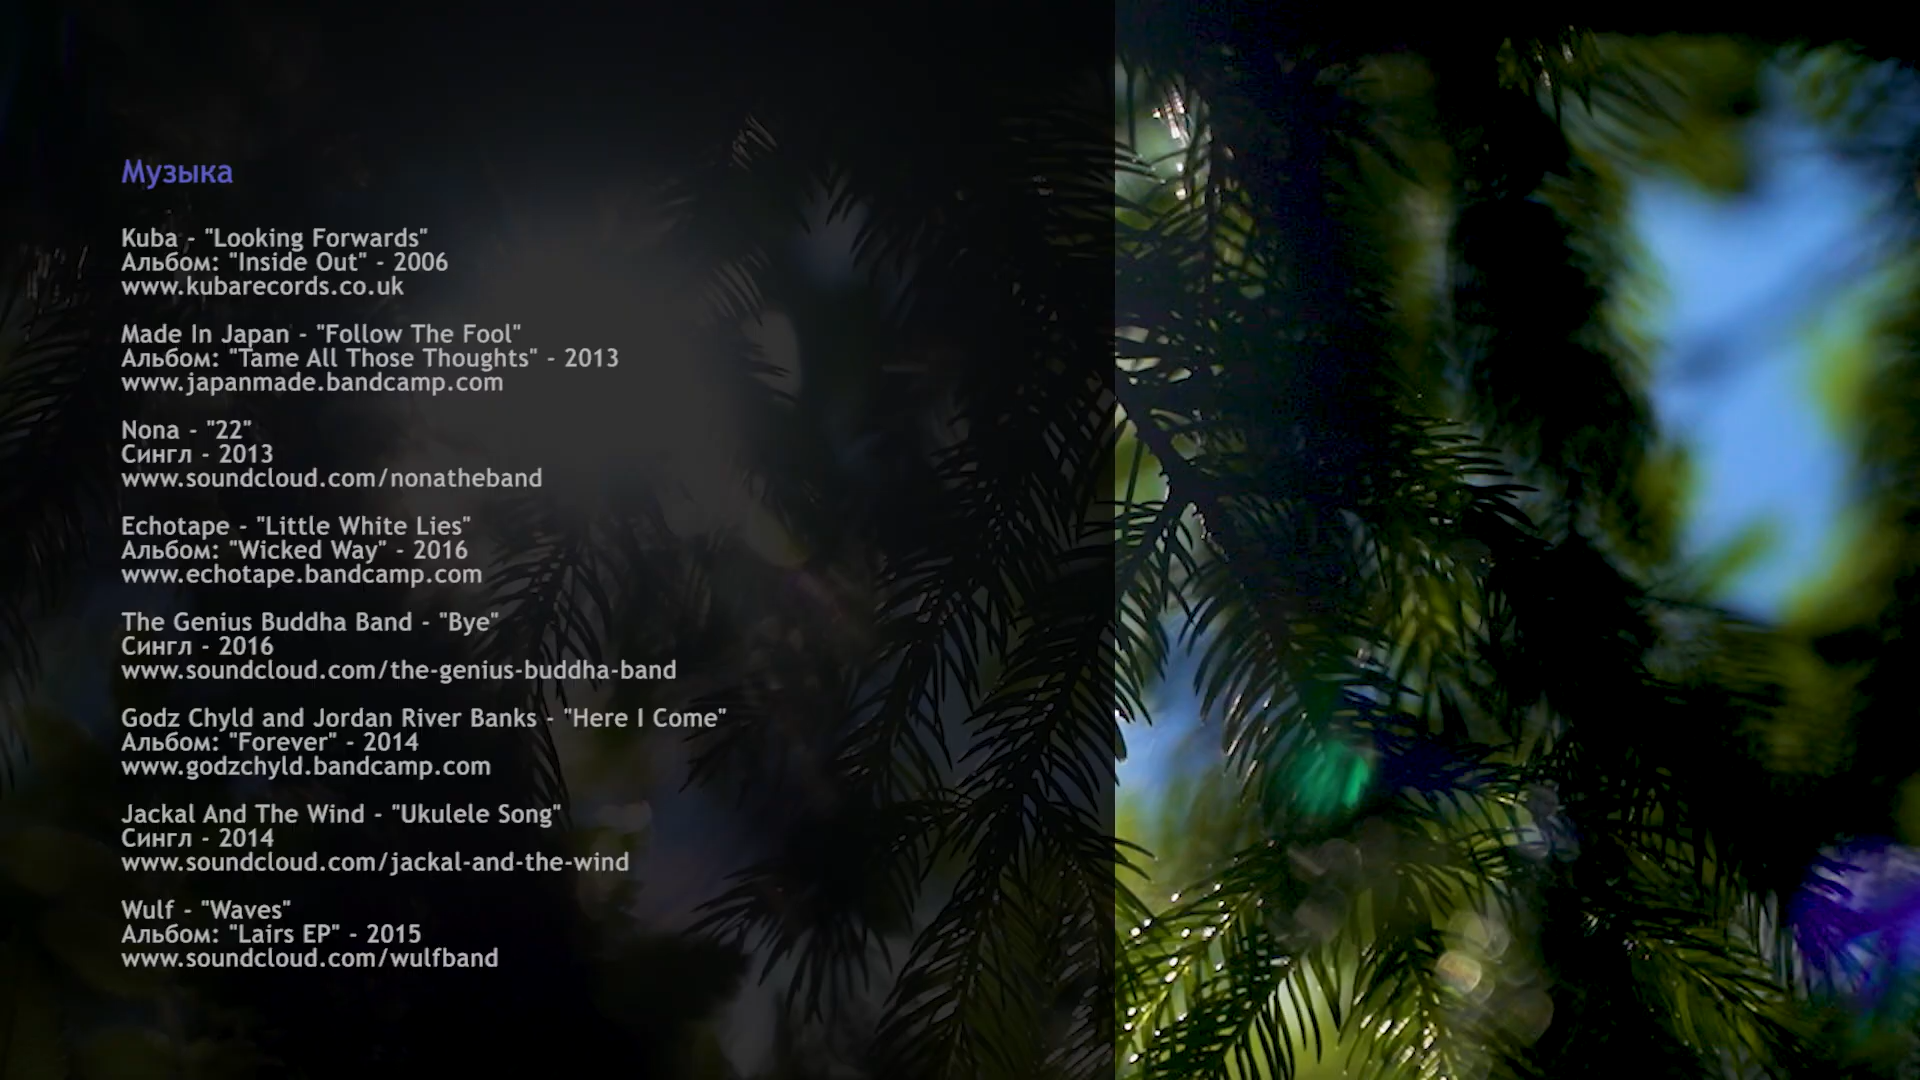 Музыка
Kuba - "Looking Forwards"
Альбом: "Inside Out" - 2006
www.kubarecords.co.uk
Made In Japan - "Follow The Fool"
Альбом: "Tame All Those Thoughts" - 2013
www.japanmade.bandcamp.com
Nona - "22"
Сингл - 2013
www.soundcloud.com/nonatheband
Echotape - "Little White Lies"
Альбом: "Wicked Way" - 2016
www.echotape.bandcamp.com
The Genius Buddha Band - "Bye"
Сингл - 2016
www.soundcloud.com/the-genius-buddha-band
Godz Chyld and Jordan River Banks - "Here I Come"
Альбом: "Forever" - 2014
www.godzchyld.bandcamp.com
Jackal And The Wind - "Ukulele Song"
Сингл - 2014
www.soundcloud.com/jackal-and-the-wind
Wulf - "Waves"
Альбом: "Lairs EP" - 2015
www.soundcloud.com/wulfband